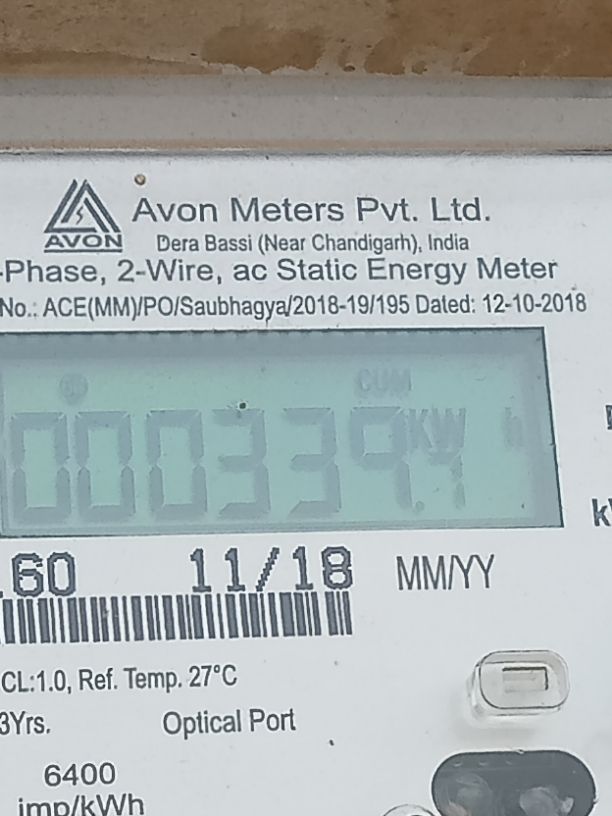 Avon Meters Pvt. Ltd.
AVON
Dera Bassi (Near Chandigarh), India
-Phase, 2-Wire, ac Static Energy Meter
No.: ACE(MM)/PO/Saubhagya/2018-19/195 Dated: 12-10-2018
CUM
000339.1 KW h
60 11/18 MM/YY
CL:1.0, Ref. Temp. 27°C
3Yrs. Optical Port
6400
imp/kWh